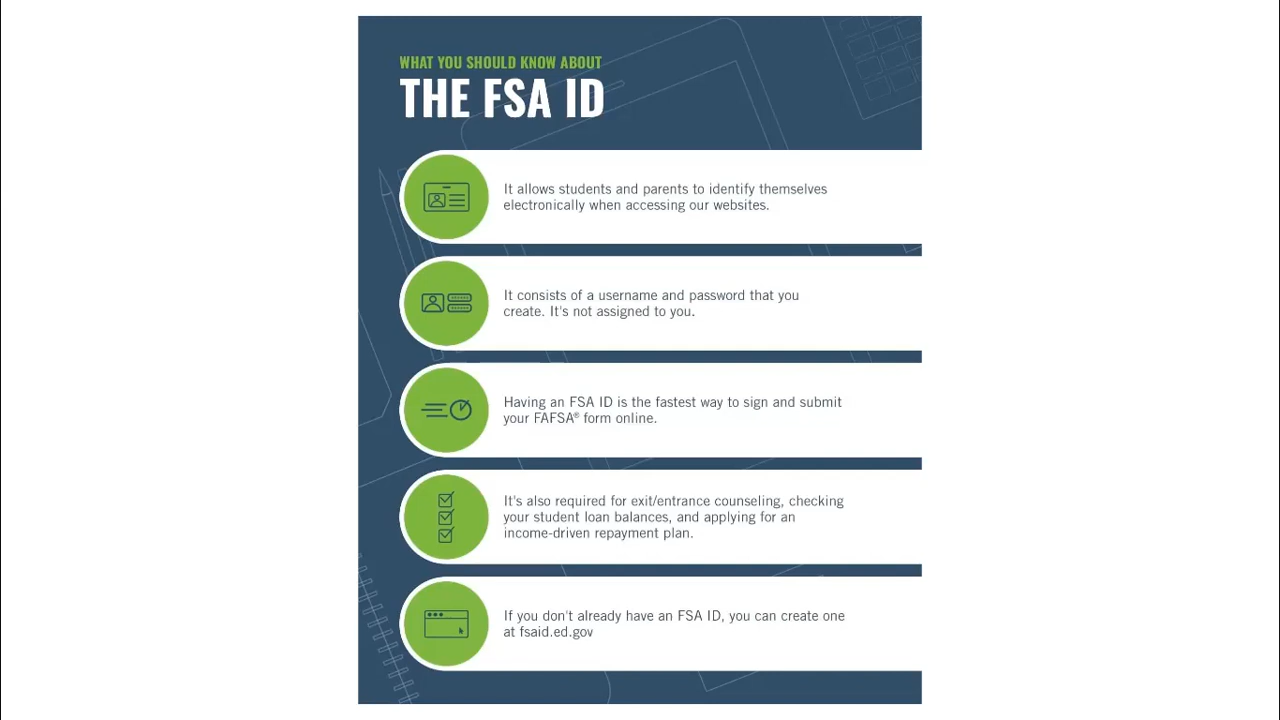 WHAT YOU SHOULD KNOW ABOUT
THE FSA ID
It allows students and parents to identify themselves
electronically when accessing our websites.
It consists of a username and password that you
create. It's not assigned to you.
Having an FSA ID is the fastest way to sign and submit
your FAFSA® form online.
It's also required for exit/entrance counseling, checking
your student loan balances, and applying for an
income-driven repayment plan.
If you don't already have an FSA ID, you can create one
at fsaid.ed.gov